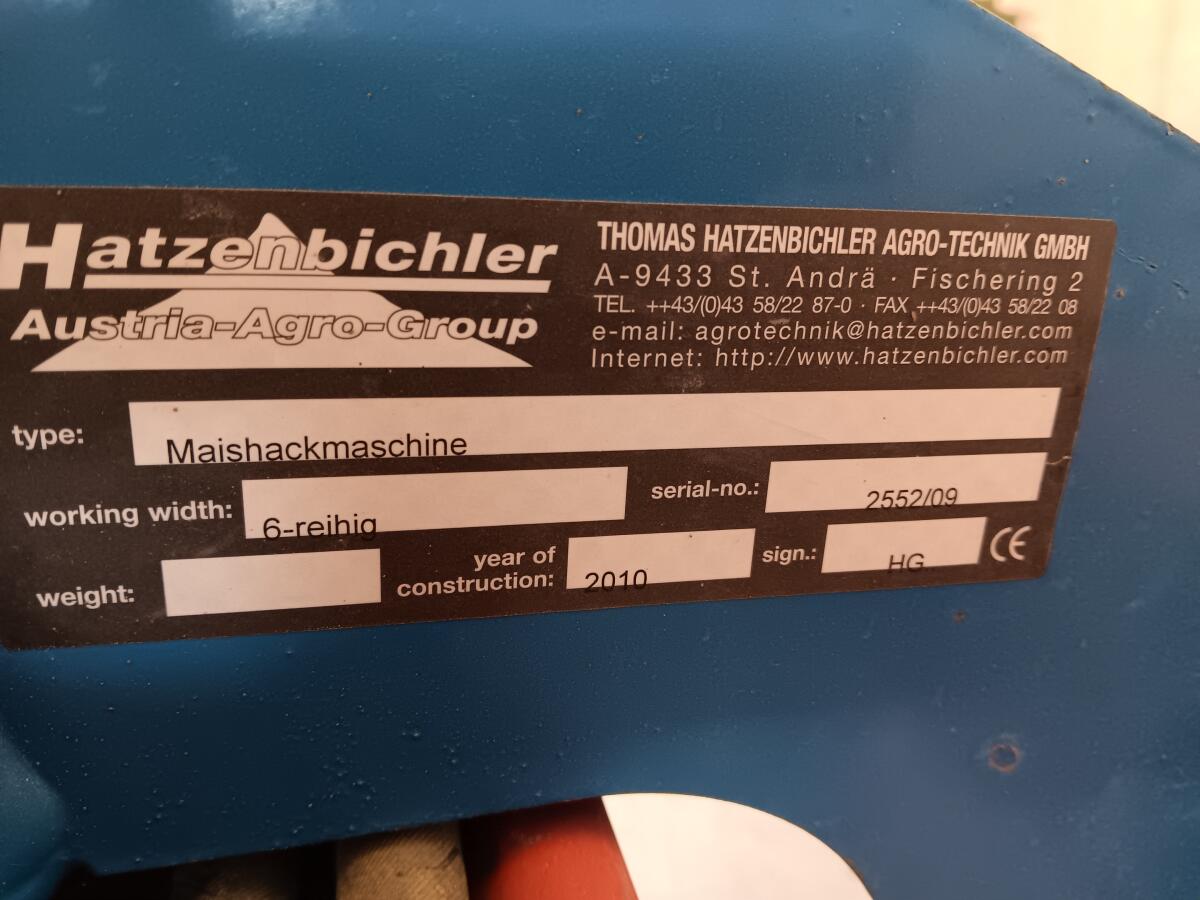 Hatzenbichler
Austria-Agro-Group
THOMAS HATZENBICHLER AGRO-TECHNIK GMBH
A-9433 St. Andrä · Fischering 2
TEL. ++43/(0)43 58/22 87-0 · FAX ++43/(0)43 58/22 08
e-mail: agrotechnik@hatzenbichler.com
Internet: http://www.hatzenbichler.com
type: Maishackmaschine
working width: 6-reihig serial-no.: 2552/09
weight: year of construction: 2010 sign.: HG CE